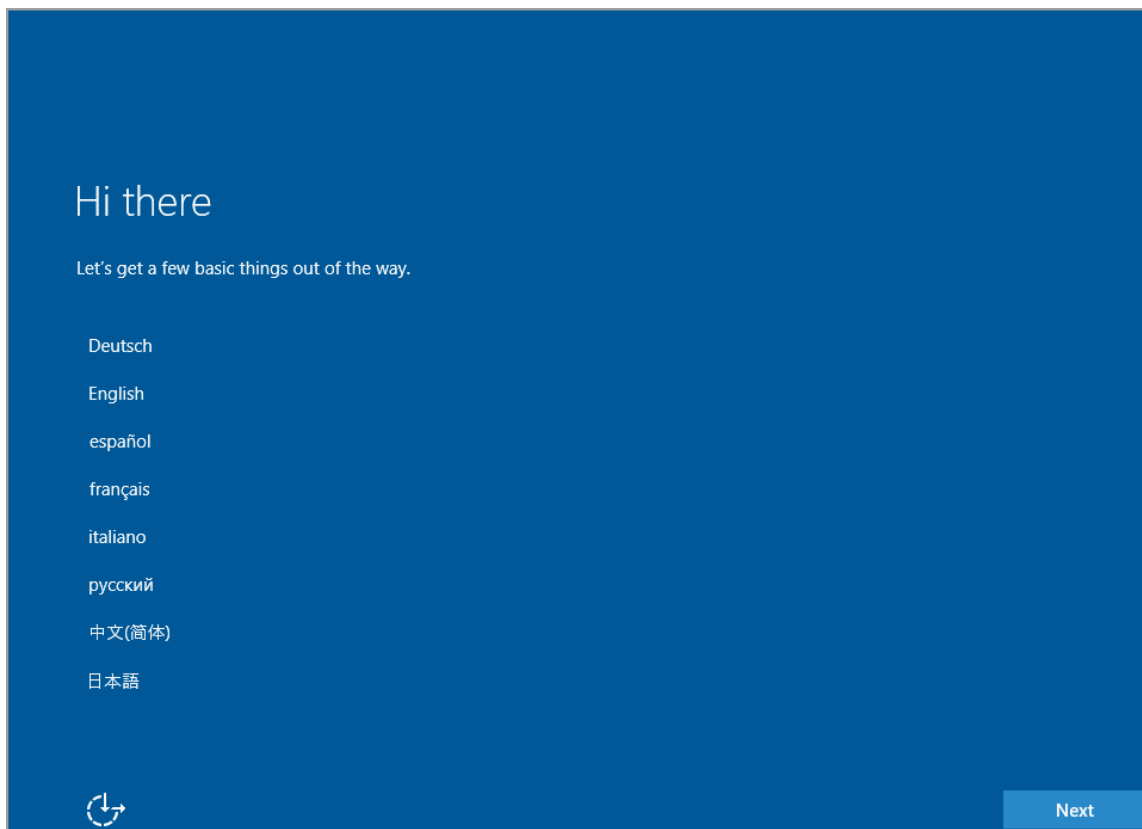 Hi there
Let's get a few basic things out of the way.
Deutsch
English
español
français
italiano
русский
中文(简体)
日本語
Next